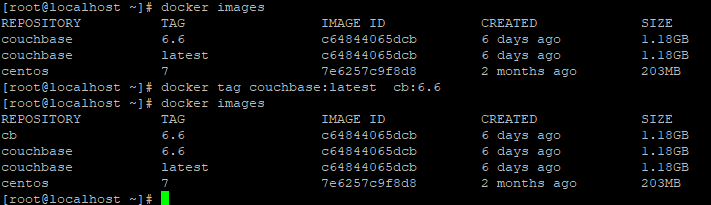 [root@localhost ~]# docker images
REPOSITORY TAG IMAGE ID CREATED SIZE
couchbase 6.6 c64844065dcb 6 days ago 1.18GB
couchbase latest c64844065dcb 6 days ago 1.18GB
centos 7 7e6257c9f8d8 2 months ago 203MB
[root@localhost ~]# docker tag couchbase:latest  cb:6.6
[root@localhost ~]# docker images
REPOSITORY TAG IMAGE ID CREATED SIZE
cb 6.6 c64844065dcb 6 days ago 1.18GB
couchbase 6.6 c64844065dcb 6 days ago 1.18GB
couchbase latest c64844065dcb 6 days ago 1.18GB
centos 7 7e6257c9f8d8 2 months ago 203MB
[root@localhost ~]#